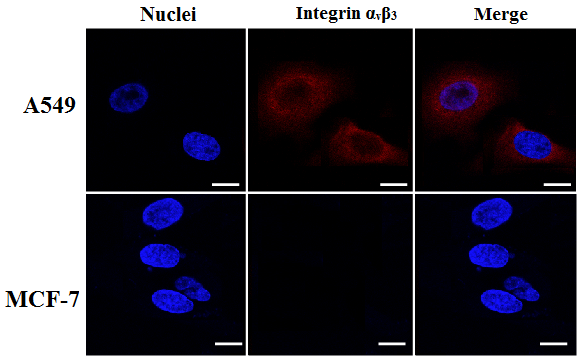 Nuclei Integrin αvβ3 Merge
A549
MCF-7